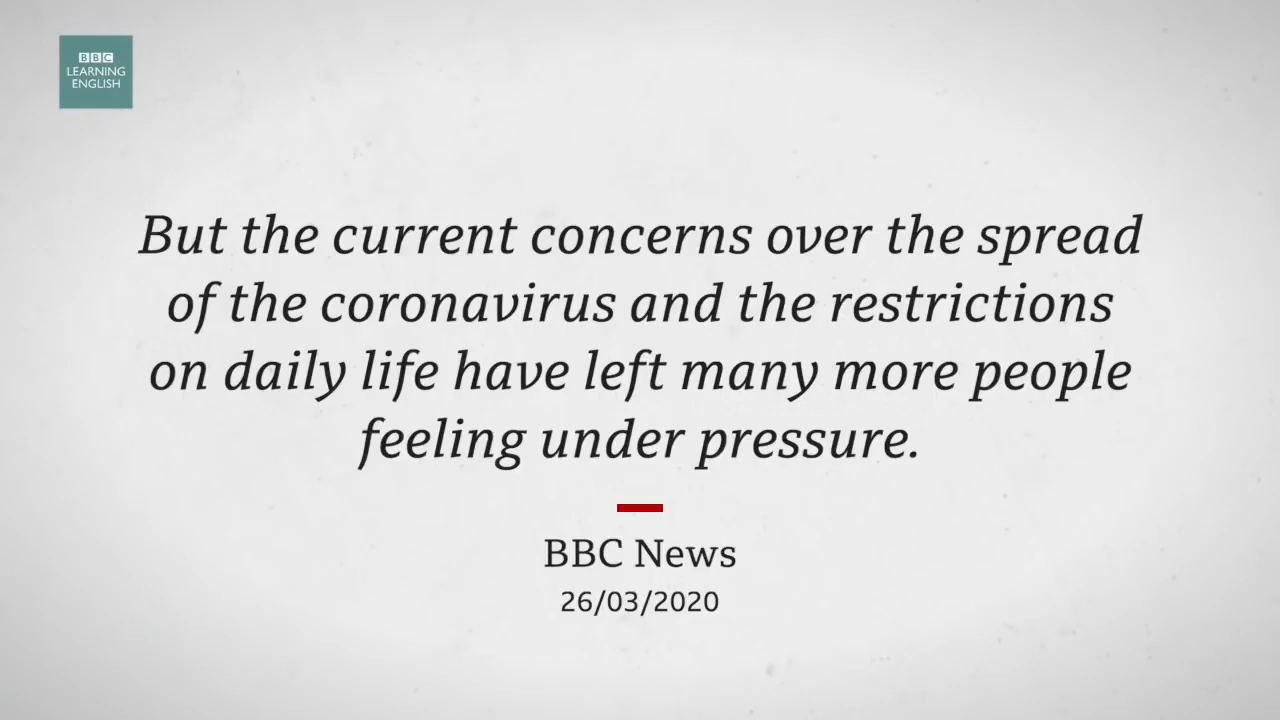 BBC
LEARNING
ENGLISH
But the current concerns over the spread
of the coronavirus and the restrictions
on daily life have left many more people
feeling under pressure.
BBC News
26/03/2020